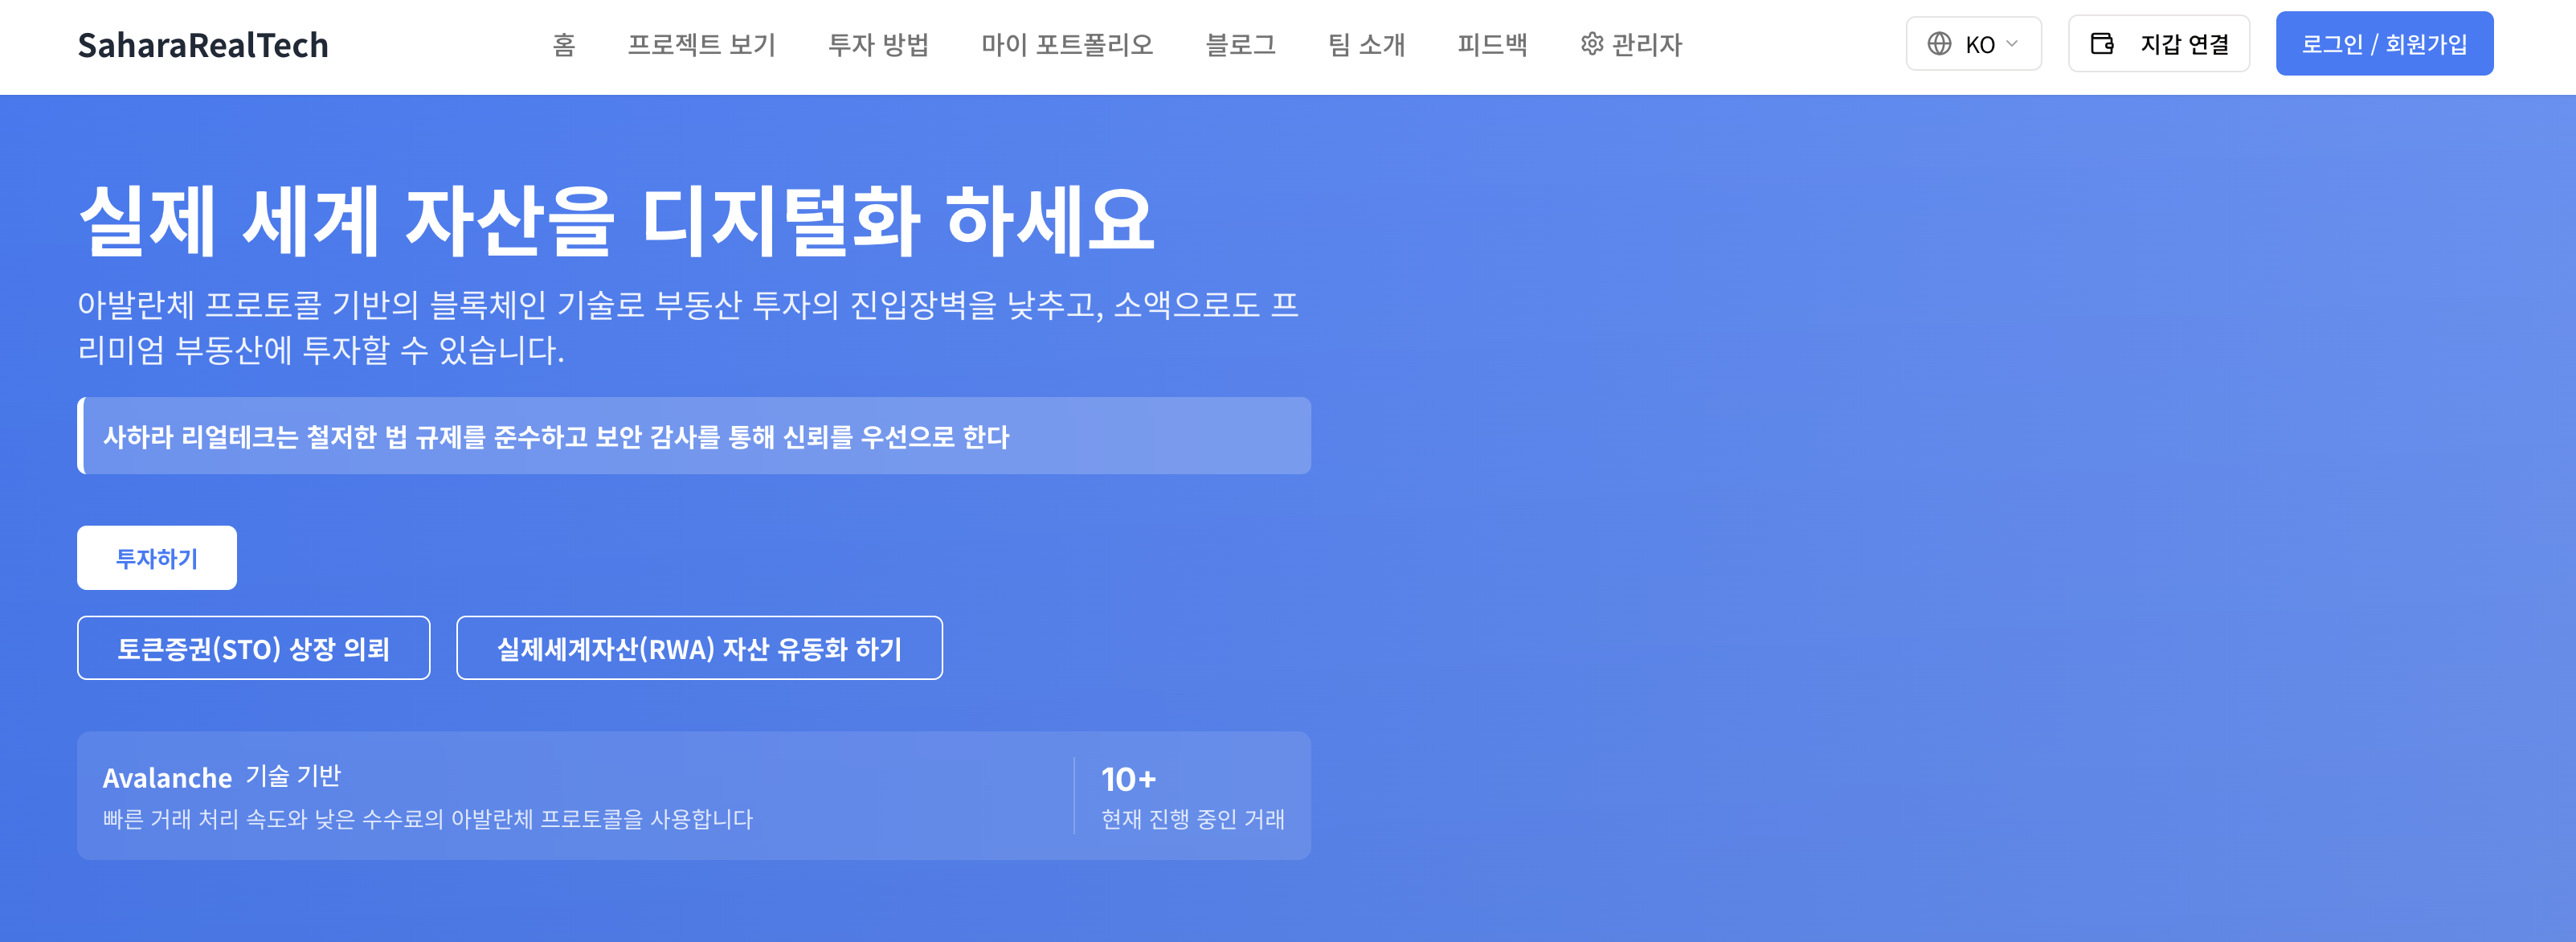 SaharaRealTech
홈
프로젝트 보기
투자 방법
마이 포트폴리오
블로그
팀 소개
피드백
관리자
KO
지갑 연결
로그인 / 회원가입
실제 세계 자산을 디지털화 하세요
아발란체 프로토콜 기반의 블록체인 기술로 부동산 투자의 진입장벽을 낮추고, 소액으로도 프
리미엄 부동산에 투자할 수 있습니다.
사하라 리얼테크는 철저한 법 규제를 준수하고 보안 감사를 통해 신뢰를 우선으로 한다
투자하기
토큰증권(STO) 상장 의뢰
실제세계자산(RWA) 자산 유동화 하기
Avalanche 기술 기반
빠른 거래 처리 속도와 낮은 수수료의 아발란체 프로토콜을 사용합니다
10+
현재 진행 중인 거래